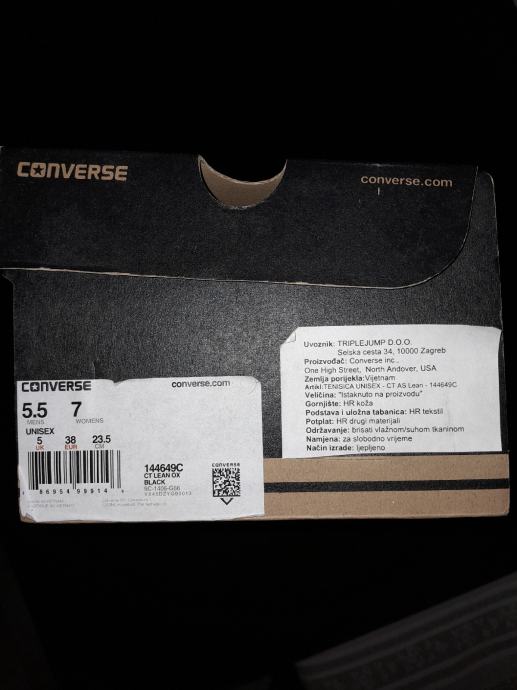 CONVERSE
converse.com
Uvoznik: TRIPLEJUMP D.O.O.
Selska cesta 34, 10000 Zagreb
Proizvođač: Converse inc.,
One High Street, North Andover, USA
Zemlja porijekla:Vijetnam
Artikl:TENISICA UNISEX - CT AS Lean - 144649C
Veličina: "Istaknuto na proizvodu"
Gornjište: HR koža
Podstava i uložna tabanica: HR tekstil
Potplat: HR drugi materijali
Održavanje: brisati vlažnom/suhom tkaninom
Namjena: za slobodno vrijeme
Način izrade: ljepljeno
CONVERSE
converse.com
5.5 7
MENS WOMENS
UNISEX
5 38 23.5
UK EUR CM
144649C
CT LEAN OX
BLACK
CONVERSE
86954 99914